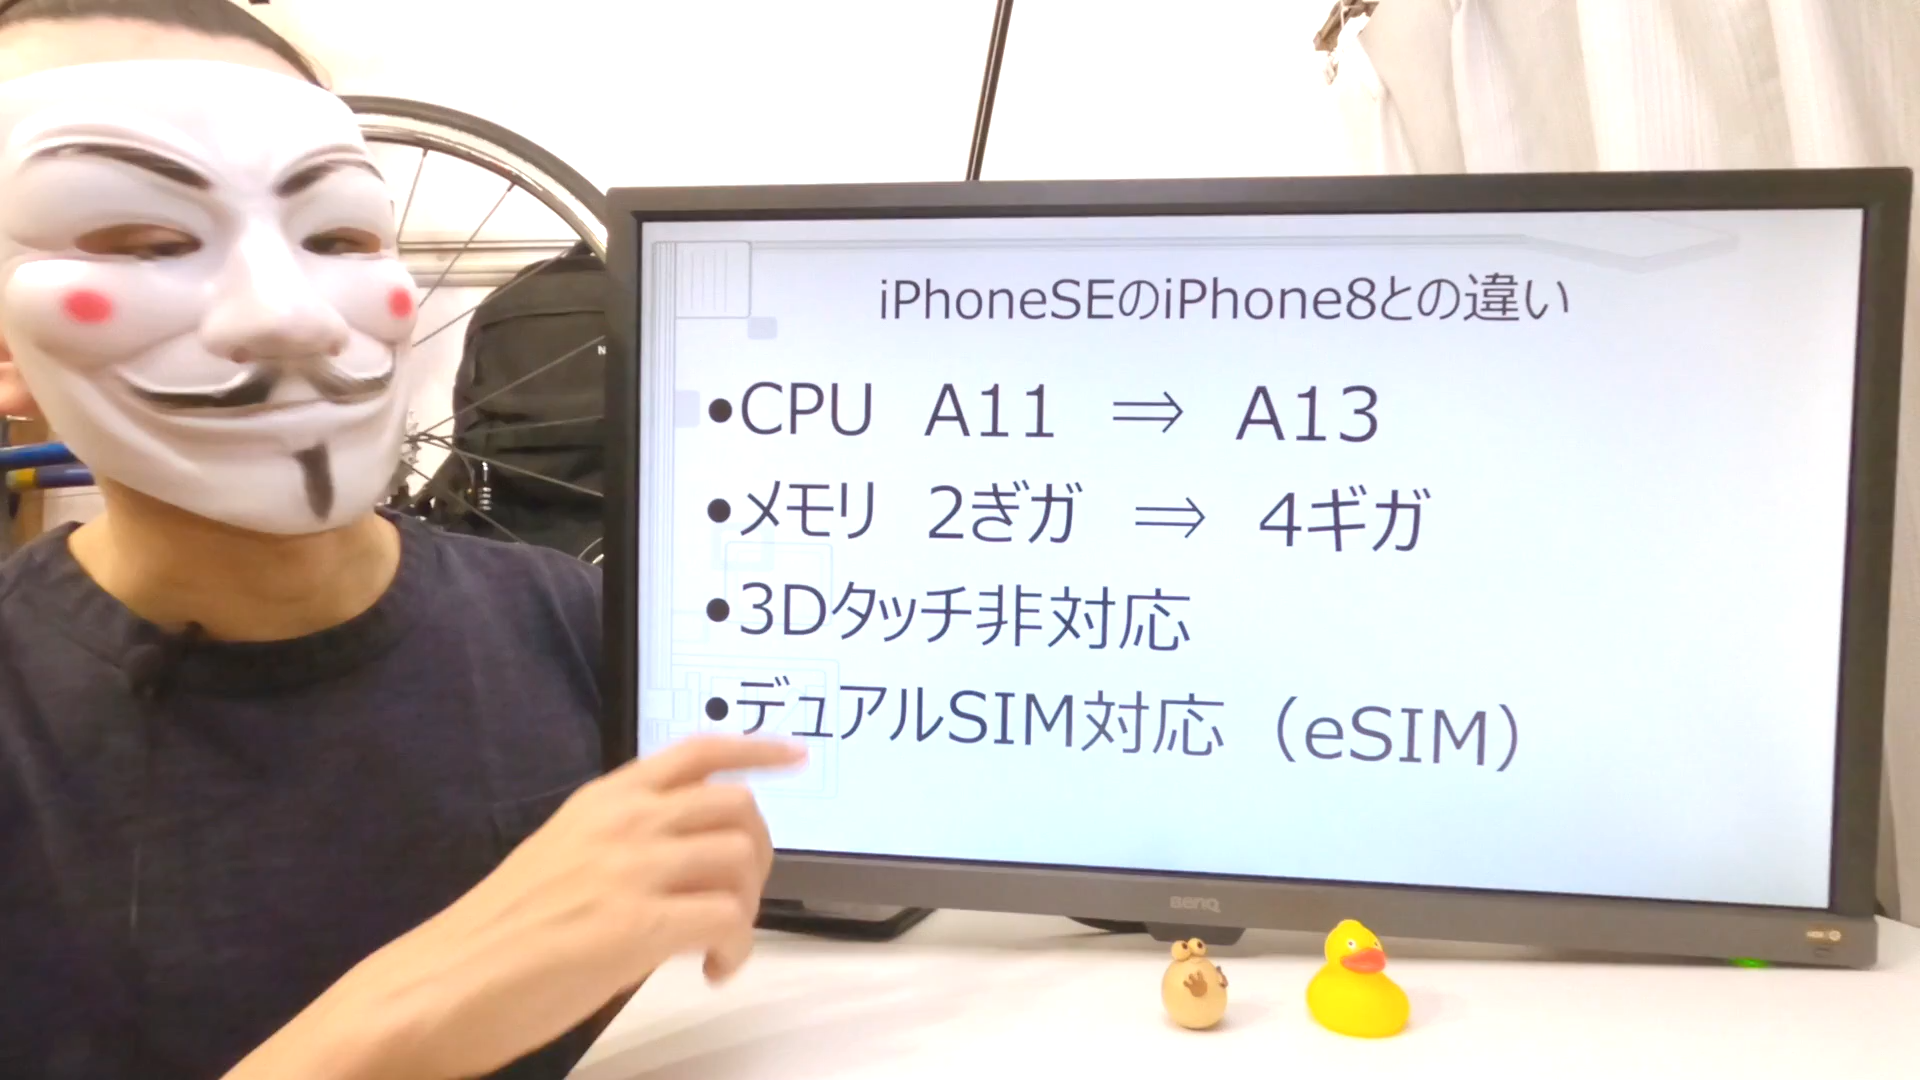 iPhoneSEのiPhone8との違い
•CPU A11 ⇒ A13
•メモリ 2ぎガ ⇒ 4ギガ
•3Dタッチ非対応
•デュアルSIM対応（eSIM）
BenQ